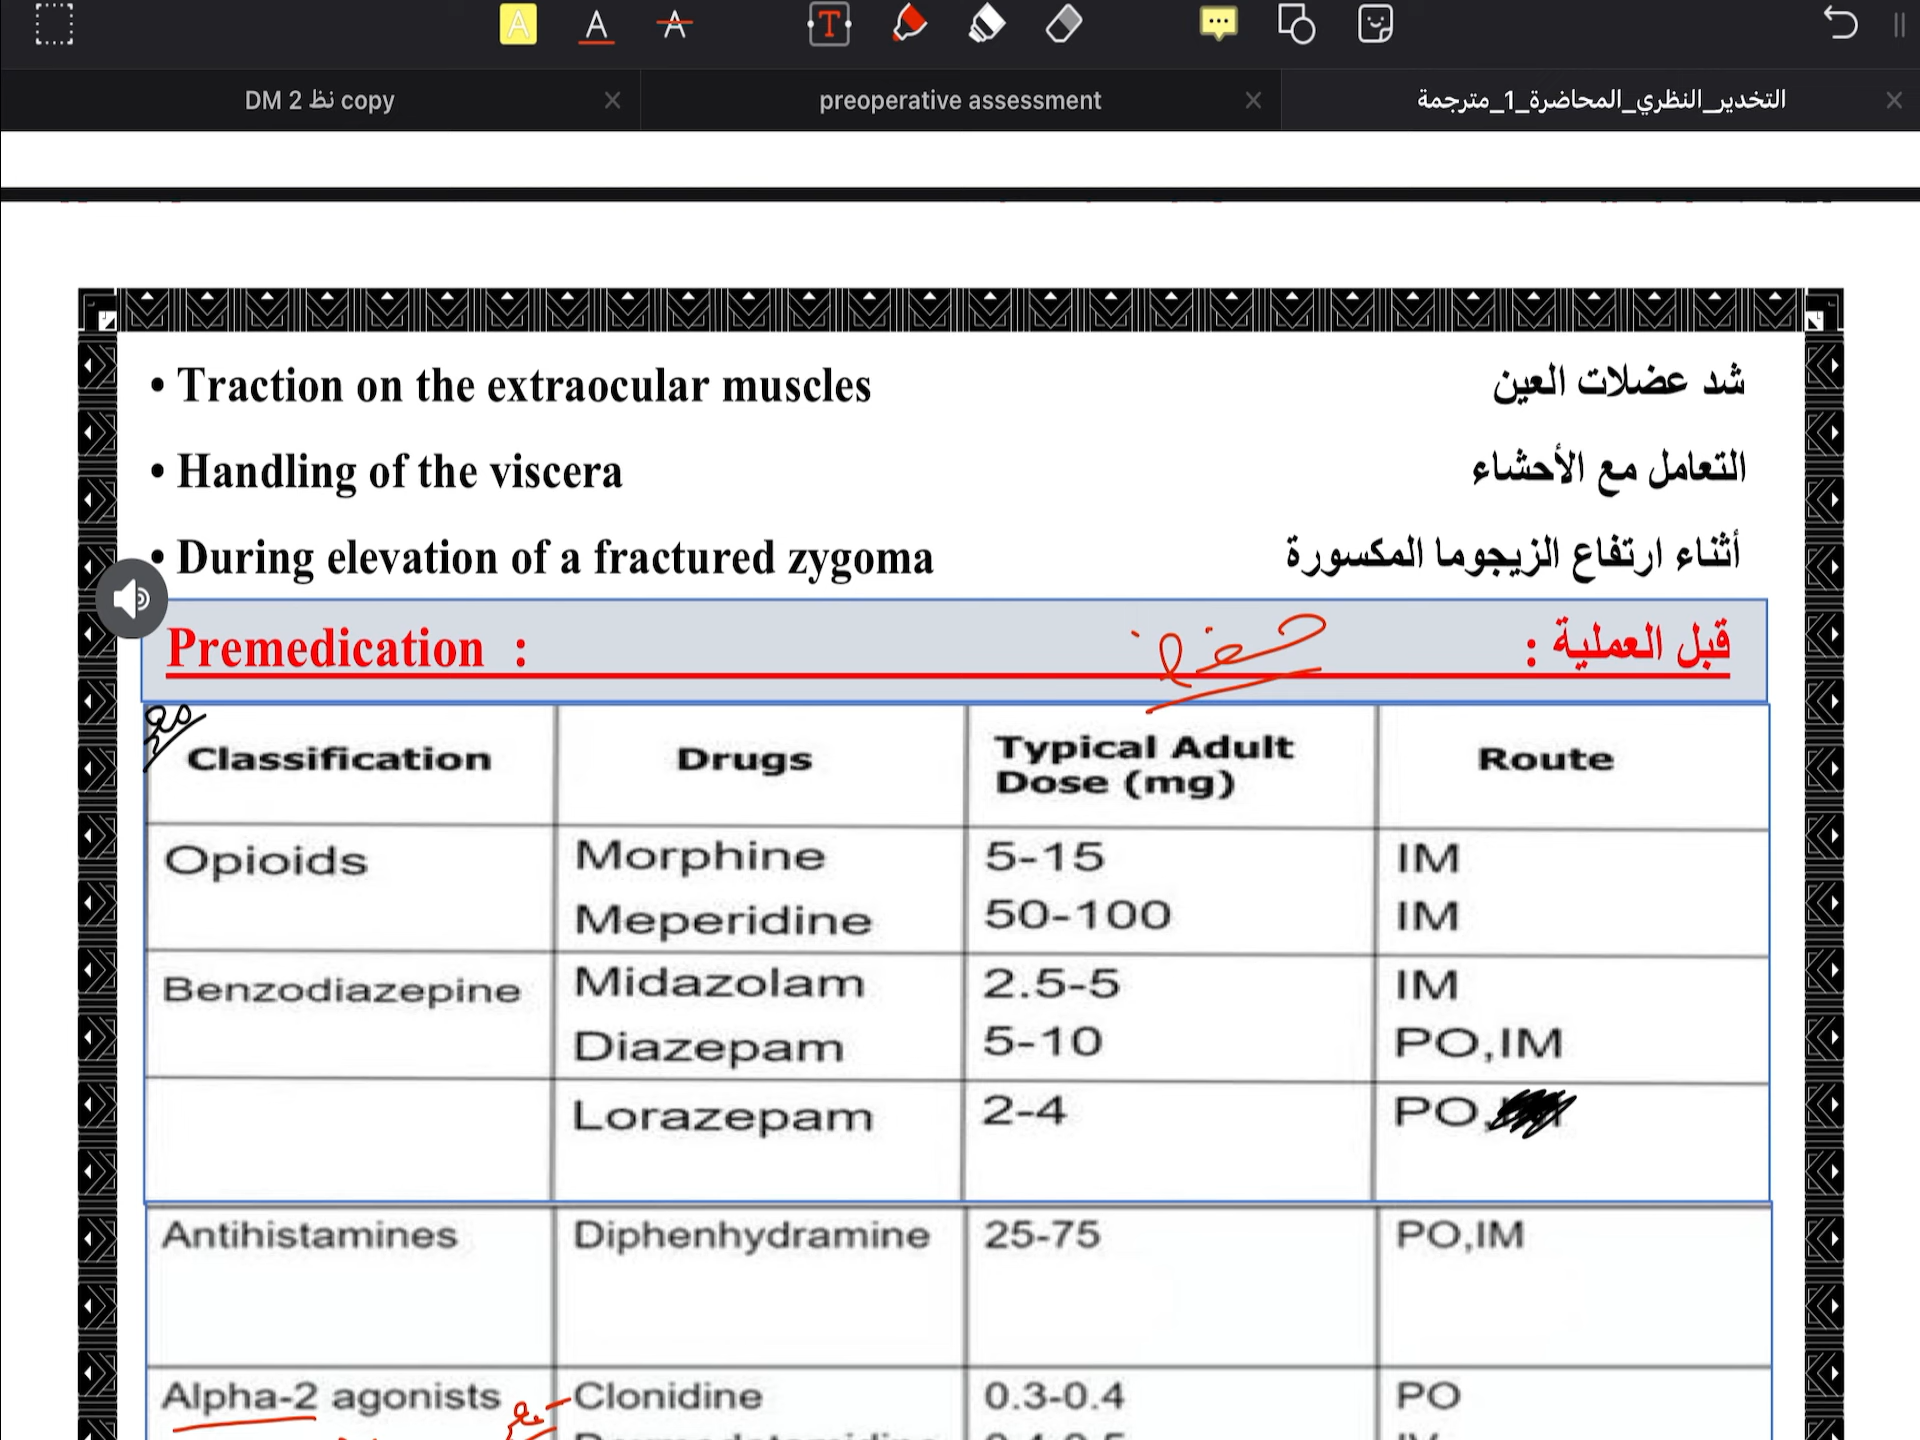 DM 2 نظ copy
preoperative assessment
التخدير_النظري_المحاضرة_1_مترجمة
• Traction on the extraocular muscles شد عضلات العين
• Handling of the viscera التعامل مع الأحشاء
• During elevation of a fractured zygoma أثناء ارتفاع الزيجوما المكسورة
Premedication : قبل العملية :
Classification Drugs Typical Adult Dose (mg) Route
Opioids Morphine 5-15 IM
Meperidine 50-100 IM
Benzodiazepine Midazolam 2.5-5 IM
Diazepam 5-10 PO,IM
Lorazepam 2-4 PO,
Antihistamines Diphenhydramine 25-75 PO,IM
Alpha-2 agonists Clonidine 0.3-0.4 PO